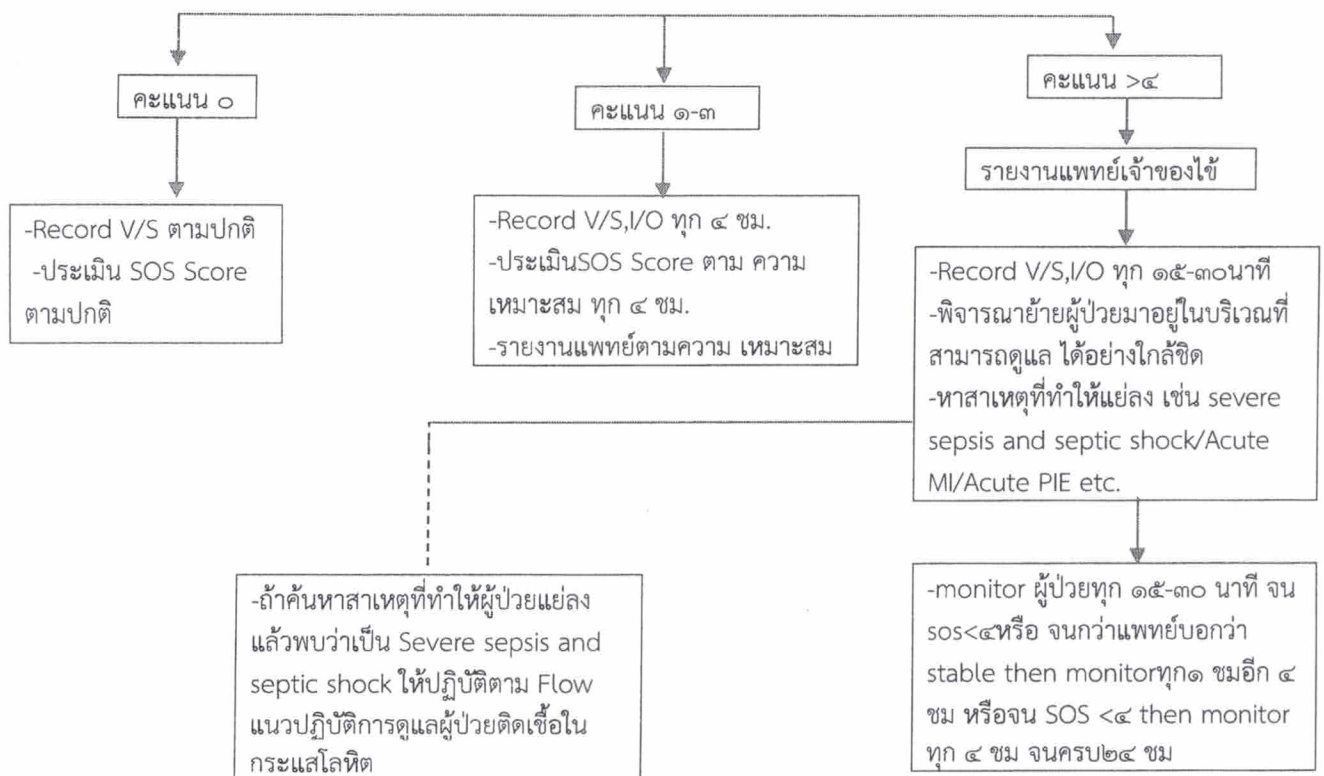 คะแนน ๐
-Record V/S ตามปกติ
-ประเมิน SOS Score
ตามปกติ
คะแนน ๑-๓
-Record V/S,I/O ทุก ๔ ชม.
-ประเมินSOS Score ตาม ความ
เหมาะสม ทุก ๔ ชม.
-รายงานแพทย์ตามความ เหมาะสม
คะแนน >๔
รายงานแพทย์เจ้าของไข้
-Record V/S,I/O ทุก ๑๕-๓๐นาที
-พิจารณาย้ายผู้ป่วยมาอยู่ในบริเวณที่
สามารถดูแล ได้อย่างใกล้ชิด
-หาสาเหตุที่ทำให้แย่ลง เช่น severe
sepsis and septic shock/Acute
MI/Acute PIE etc.
-ถ้าค้นหาสาเหตุที่ทำให้ผู้ป่วยแย่ลง
แล้วพบว่าเป็น Severe sepsis and
septic shock ให้ปฏิบัติตาม Flow
แนวปฏิบัติการดูแลผู้ป่วยติดเชื้อใน
กระแสโลหิต
-monitor ผู้ป่วยทุก ๑๕-๓๐ นาที จน
sos<๔หรือ จนกว่าแพทย์บอกว่า
stable then monitorทุก๑ ชมอีก ๔
ชม หรือจน SOS <๔ then monitor
ทุก ๔ ชม จนครบ๒๔ ชม